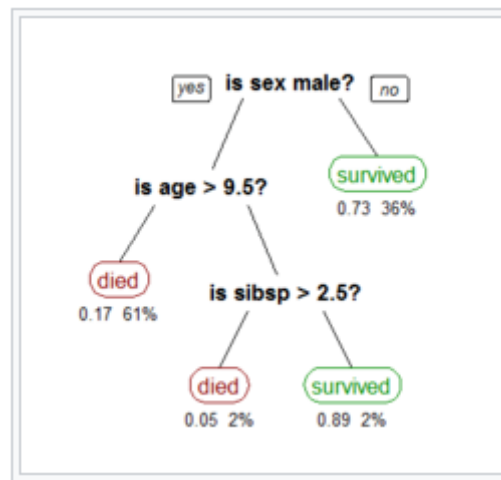 yes is sex male? no
is age > 9.5?
survived
0.73 36%
died
0.17 61%
is sibsp > 2.5?
died survived
0.05 2% 0.89 2%